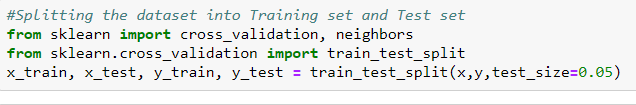 #Splitting the dataset into Training set and Test set
from sklearn import cross_validation, neighbors
from sklearn.cross_validation import train_test_split
x_train, x_test, y_train, y_test = train_test_split(x,y,test_size=0.05)